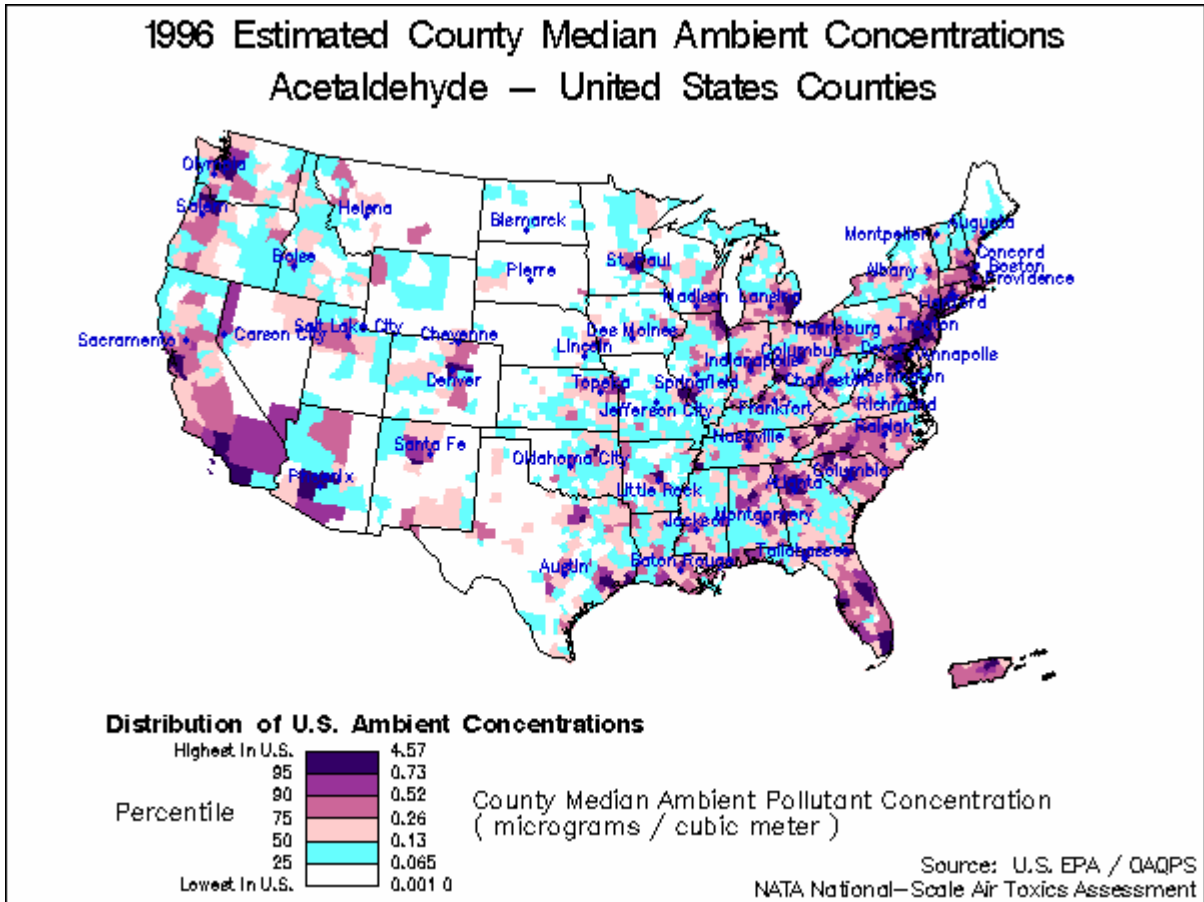 1996 Estimated County Median Ambient Concentrations
Acetaldehyde — United States Counties
Olympia
Salem
Helena
Boise
Bismarck
Pierre
St. Paul
Montpelier
Augusta
Concord
Boston
Providence
Albany
Hartford
Madison
Lansing
Sacramento
Carson City
Salt Lake City
Cheyenne
Des Moines
Lincoln
Harrisburg
Trenton
Dover
Annapolis
Columbus
Indianapolis
Denver
Topeka
Springfield
Charleston
Washington
Jefferson City
Frankfort
Richmond
Nashville
Raleigh
Santa Fe
Oklahoma City
Columbia
Phoenix
Little Rock
Atlanta
Jackson
Montgomery
Tallahassee
Austin
Baton Rouge
Distribution of U.S. Ambient Concentrations
Highest In U.S. 4.57
95 0.73
90 0.52
Percentile
75 0.26
50 0.13
25 0.065
Lowest In U.S. 0.001 0
County Median Ambient Pollutant Concentration
( micrograms / cubic meter )
Source: U.S. EPA / OAQPS
NATA National—Scale Air Toxics Assessment